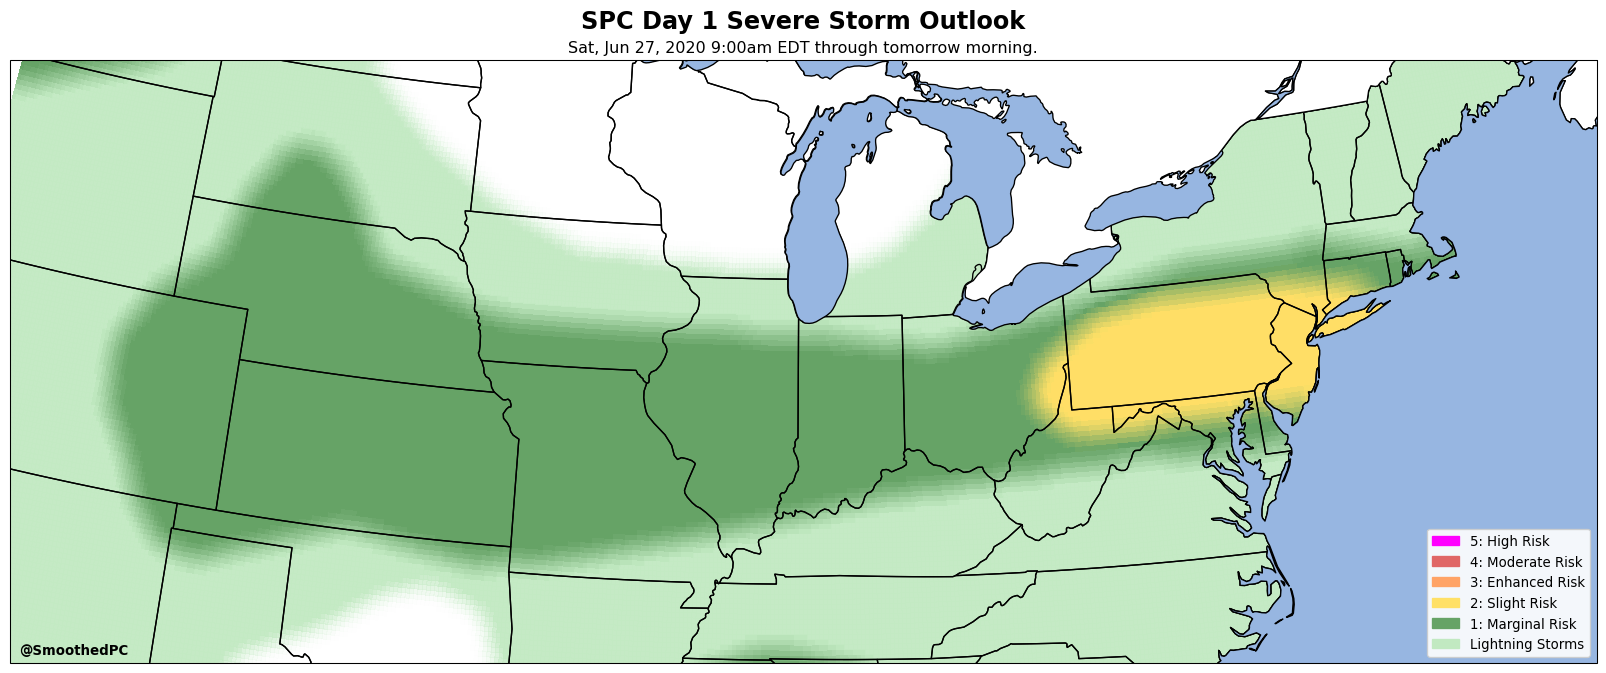 SPC Day 1 Severe Storm Outlook
Sat, Jun 27, 2020 9:00am EDT through tomorrow morning.
5: High Risk
4: Moderate Risk
3: Enhanced Risk
2: Slight Risk
1: Marginal Risk
Lightning Storms
@SmoothedPC